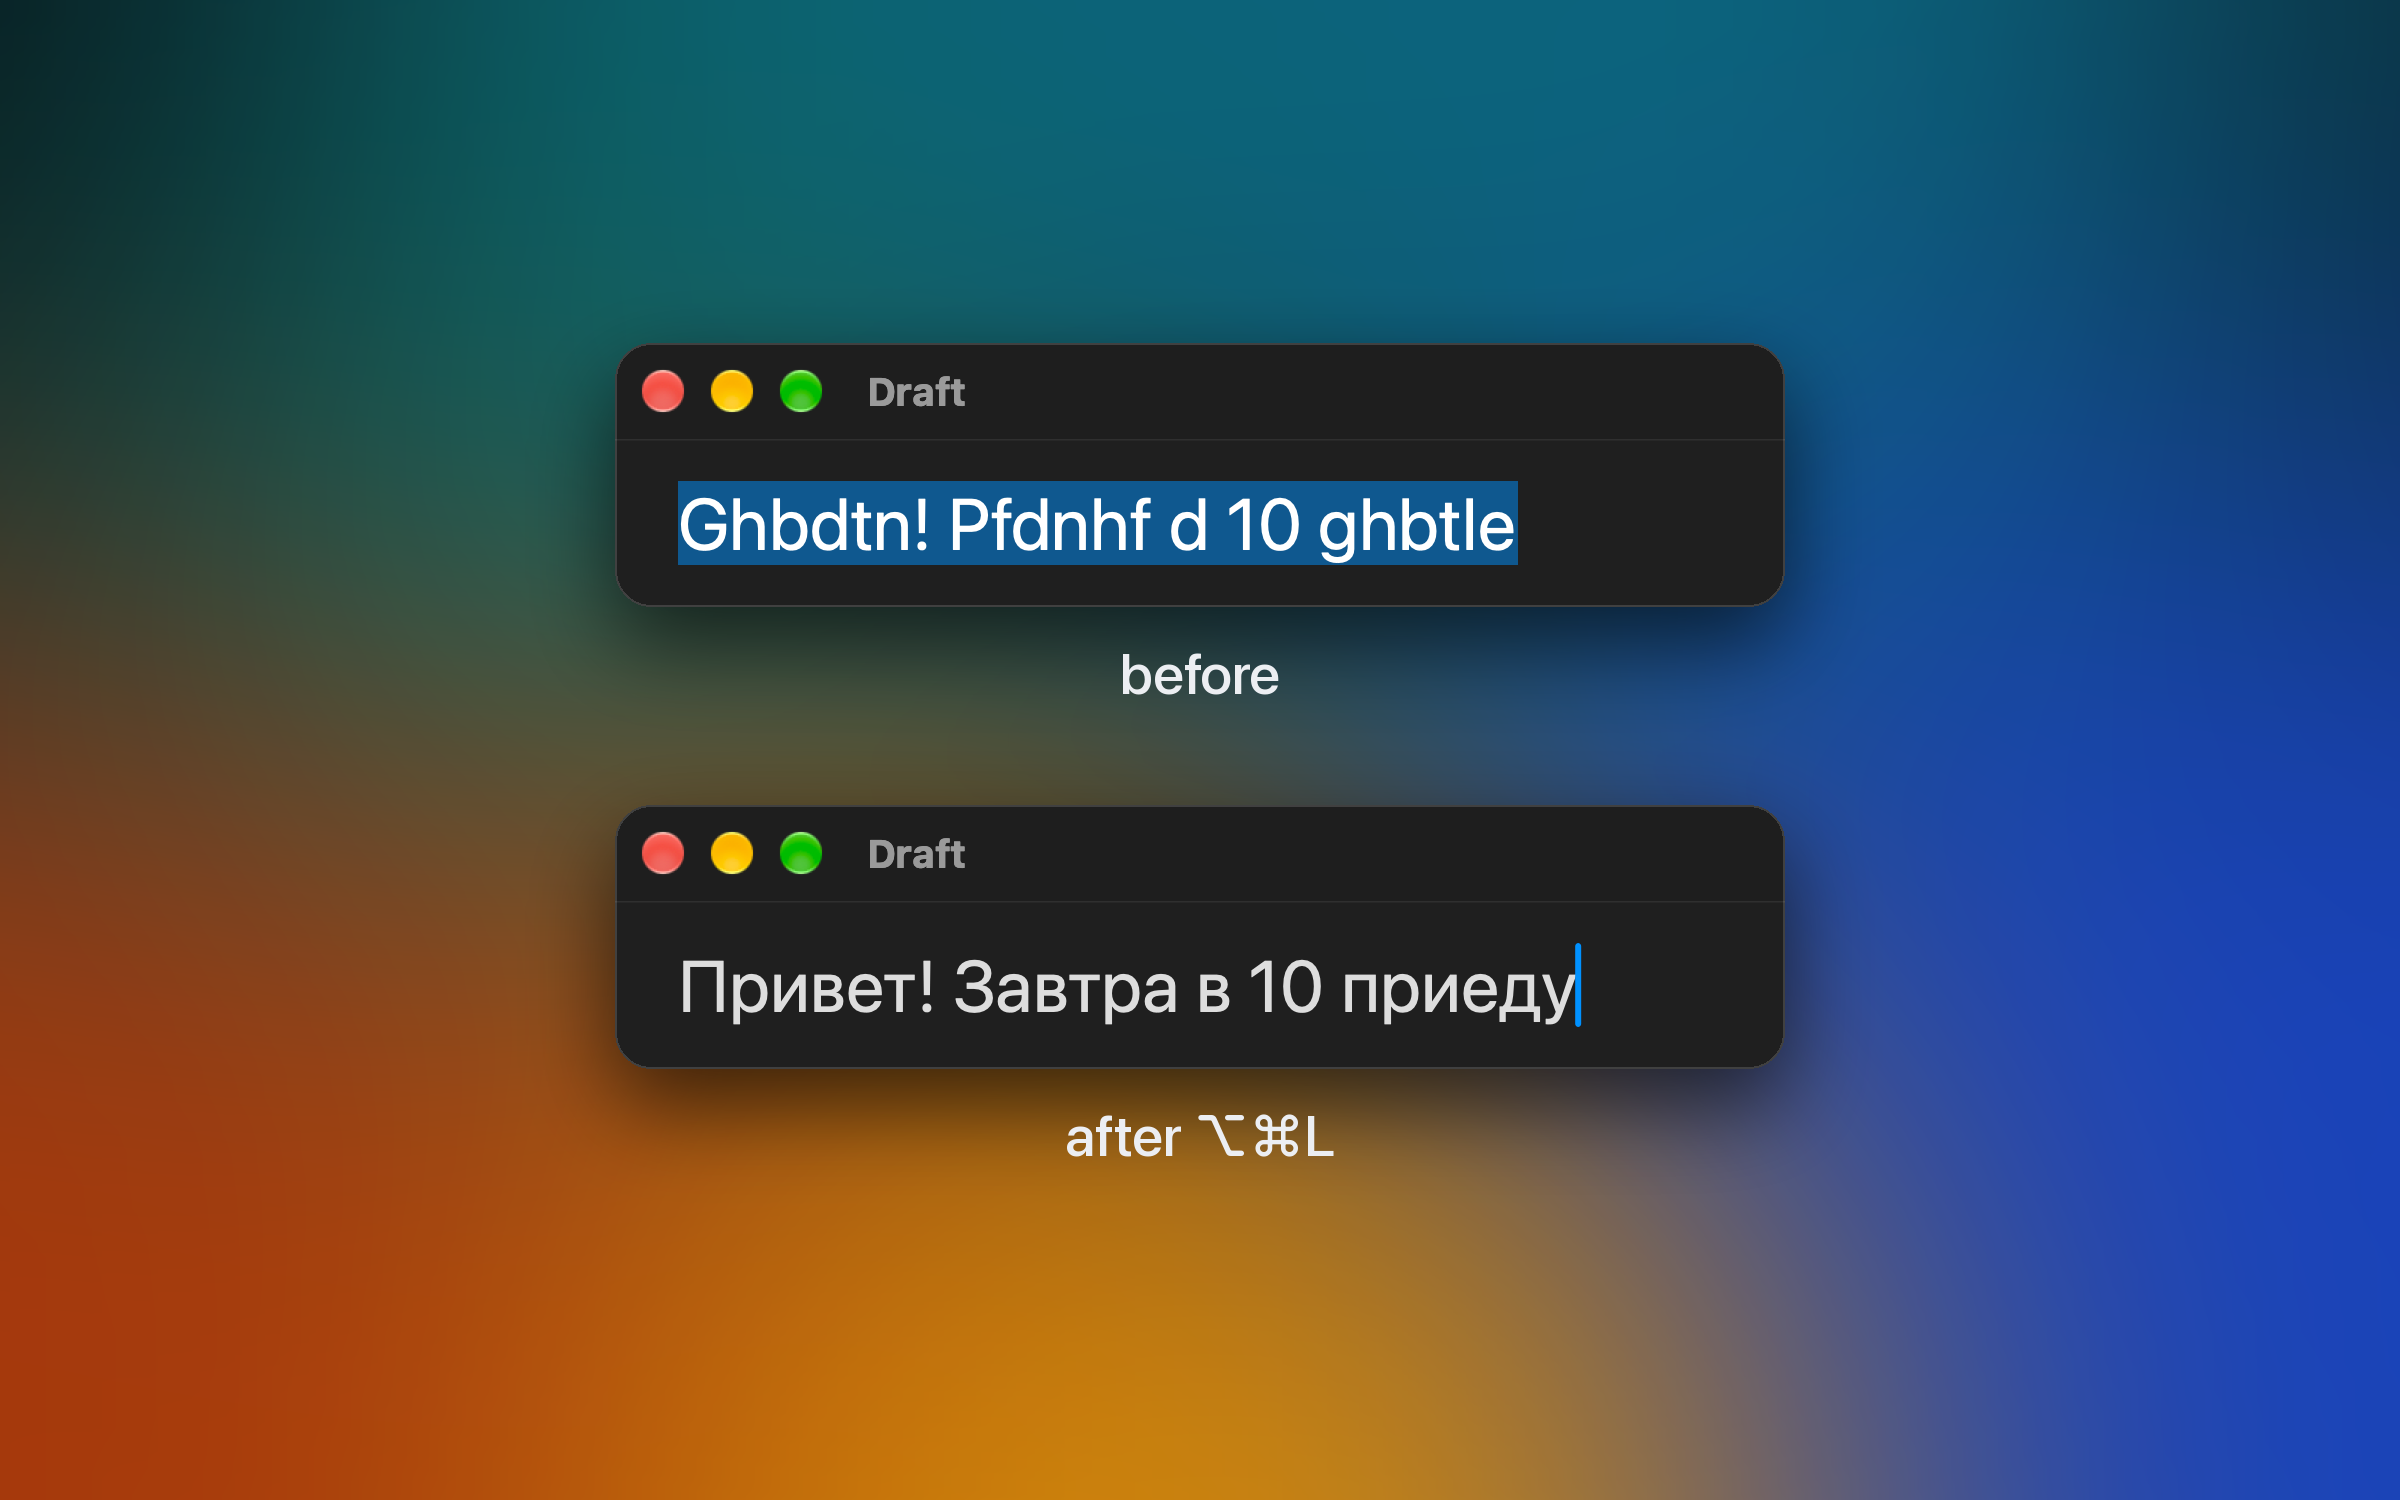 Draft
Ghbdtn! Pfdnhf d 10 ghbtle
before
Draft
Привет! Завтра в 10 приеду
after ⌥⌘L